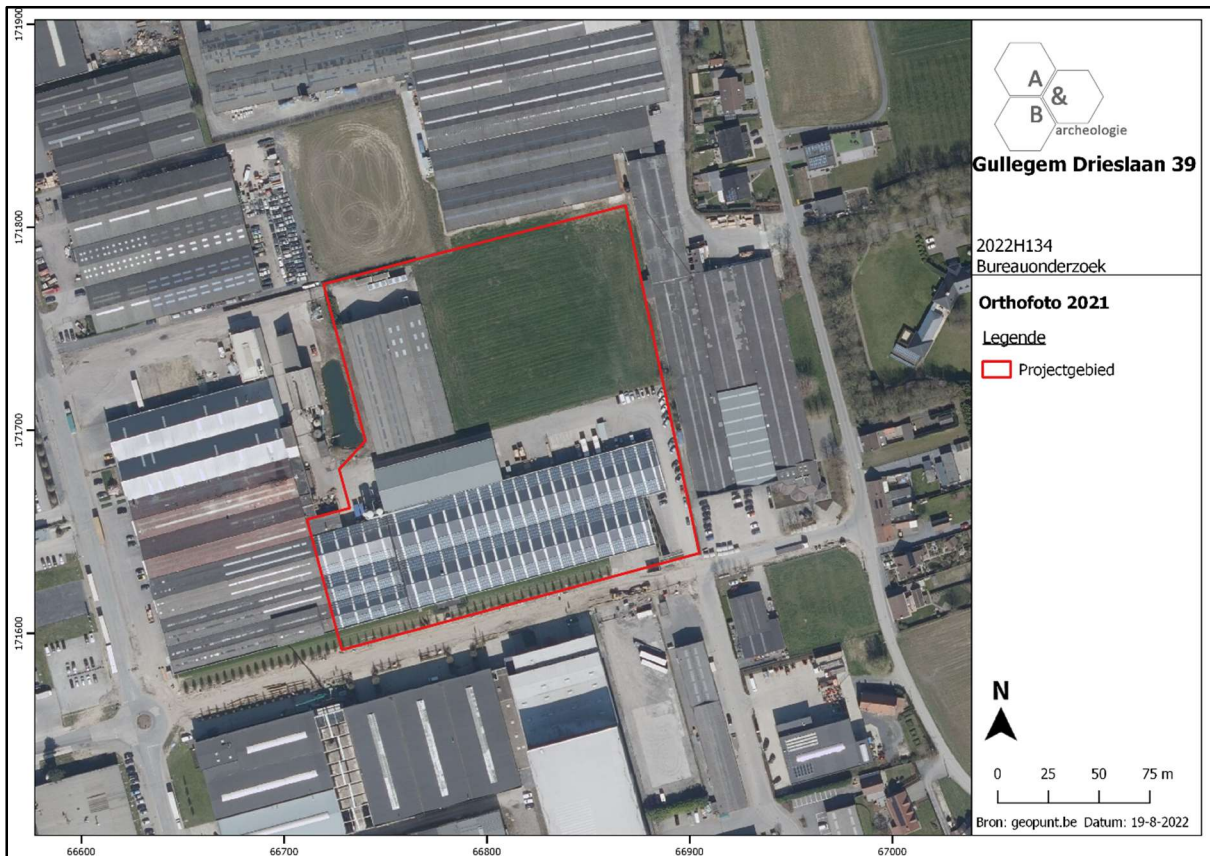 A
&
B
archeologie
Gullegem Drieslaan 39
2022H134
Bureauonderzoek
Orthofoto 2021
Legende
Projectgebied
N
0 25 50 75 m
Bron: geopunt.be Datum: 19-8-2022
171900
171800
171700
171600
66600 66700 66800 66900 67000